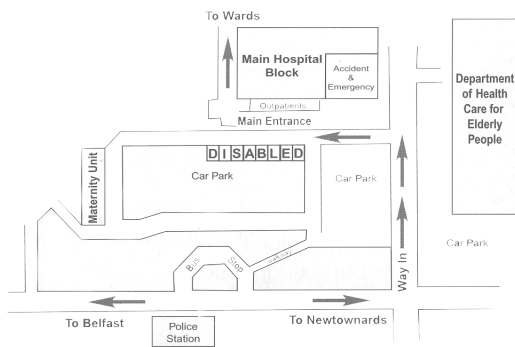 To Wards
Main Hospital
Block
Accident
&
Emergency
Outpatients
Main Entrance
Department
of Health
Care for
Elderly
People
DISABLED
Car Park
Car Park
Maternity Unit
Car Park
Way In
Bus
Stop
To Belfast
To Newtownards
Police
Station